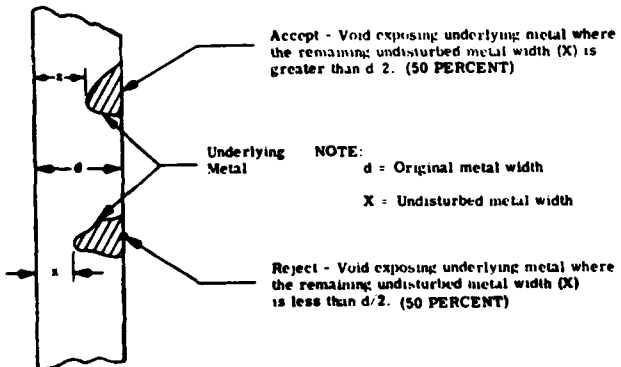 Accept - Void exposing underlying metal where
the remaining undisturbed metal width (X) is
greater than d 2. (50 PERCENT)
x
Underlying
Metal
NOTE:
d = Original metal width
X = Undisturbed metal width
d
x
Reject - Void exposing underlying metal where
the remaining undisturbed metal width (X)
is less than d/2. (50 PERCENT)